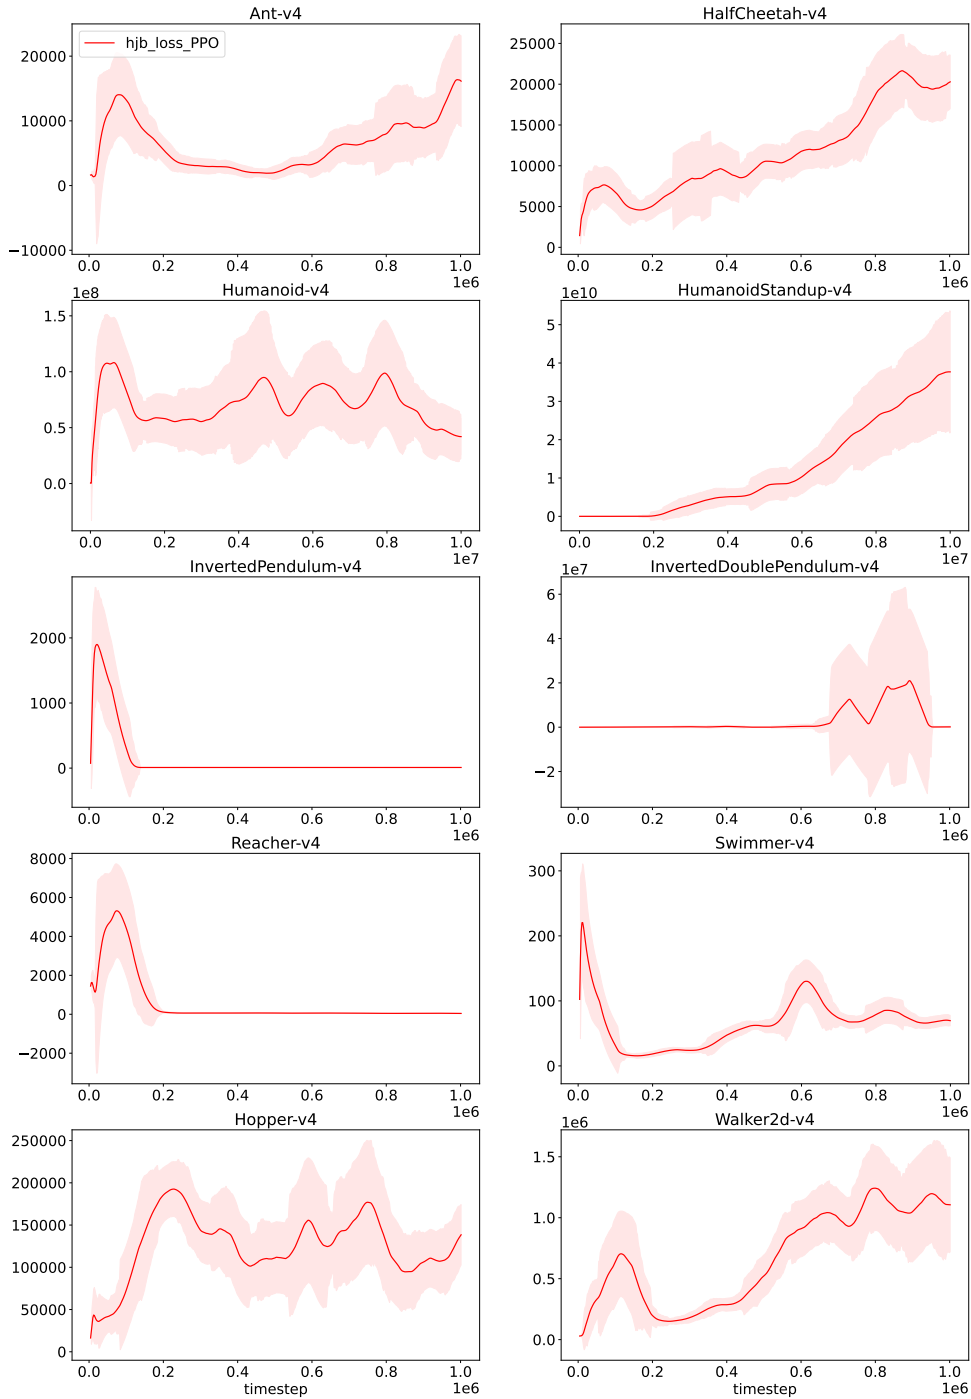 Ant-v4
hjb_loss_PPO
20000
10000
0
−10000
0.0 0.2 0.4 0.6 0.8 1.0
1e6
HalfCheetah-v4
25000
20000
15000
10000
5000
0
0.0 0.2 0.4 0.6 0.8 1.0
1e6
Humanoid-v4
1e8
1.5
1.0
0.5
0.0
0.0 0.2 0.4 0.6 0.8 1.0
1e7
HumanoidStandup-v4
1e10
5
4
3
2
1
0
0.0 0.2 0.4 0.6 0.8 1.0
1e7
InvertedPendulum-v4
2000
1000
0
0.0 0.2 0.4 0.6 0.8 1.0
1e6
InvertedDoublePendulum-v4
1e7
6
4
2
0
−2
0.0 0.2 0.4 0.6 0.8 1.0
1e6
Reacher-v4
8000
6000
4000
2000
0
−2000
0.0 0.2 0.4 0.6 0.8 1.0
1e6
Swimmer-v4
300
200
100
0
0.0 0.2 0.4 0.6 0.8 1.0
1e6
Hopper-v4
250000
200000
150000
100000
50000
0
0.0 0.2 0.4 0.6 0.8 1.0
timestep
1e6
Walker2d-v4
1e6
1.5
1.0
0.5
0.0
0.0 0.2 0.4 0.6 0.8 1.0
timestep
1e6